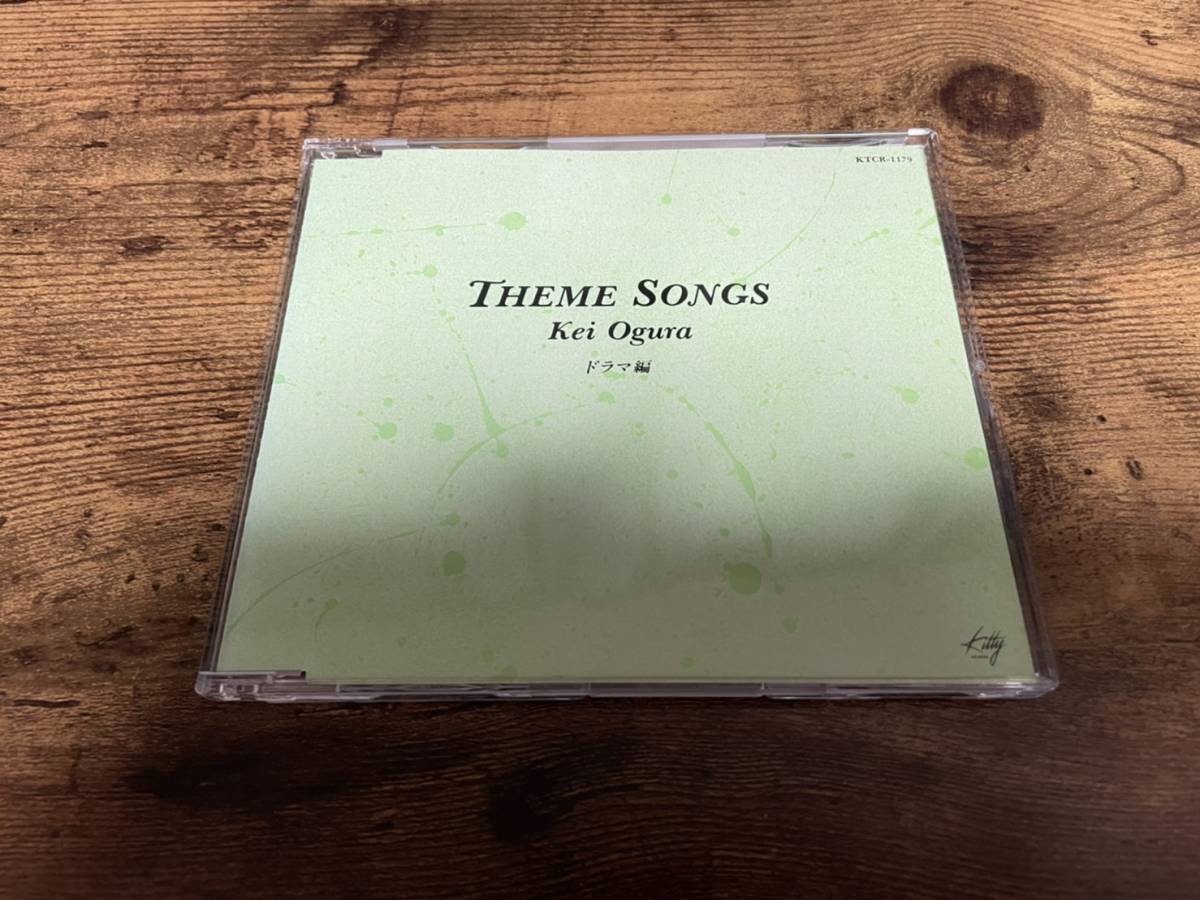 KTCR-1179
THEME SONGS
Kei Ogura
ドラマ編
Kitty